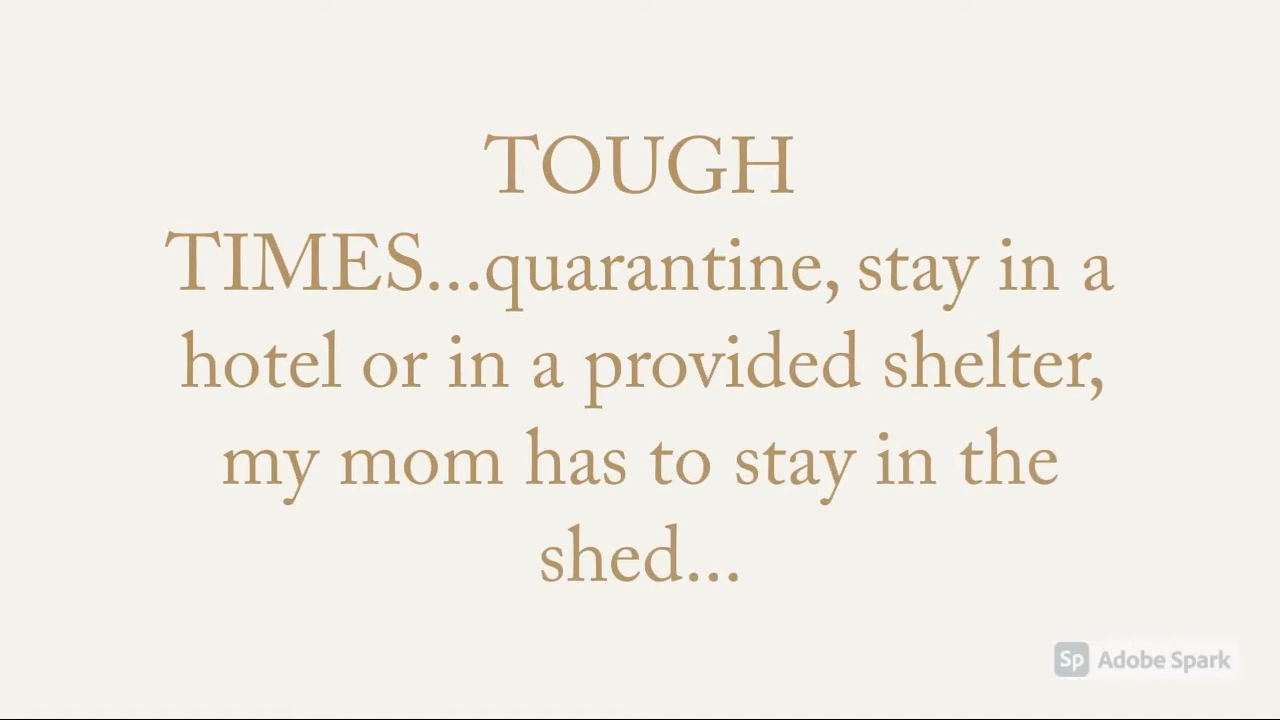 TOUGH
TIMES...quarantine, stay in a
hotel or in a provided shelter,
my mom has to stay in the
shed...
Sp Adobe Spark